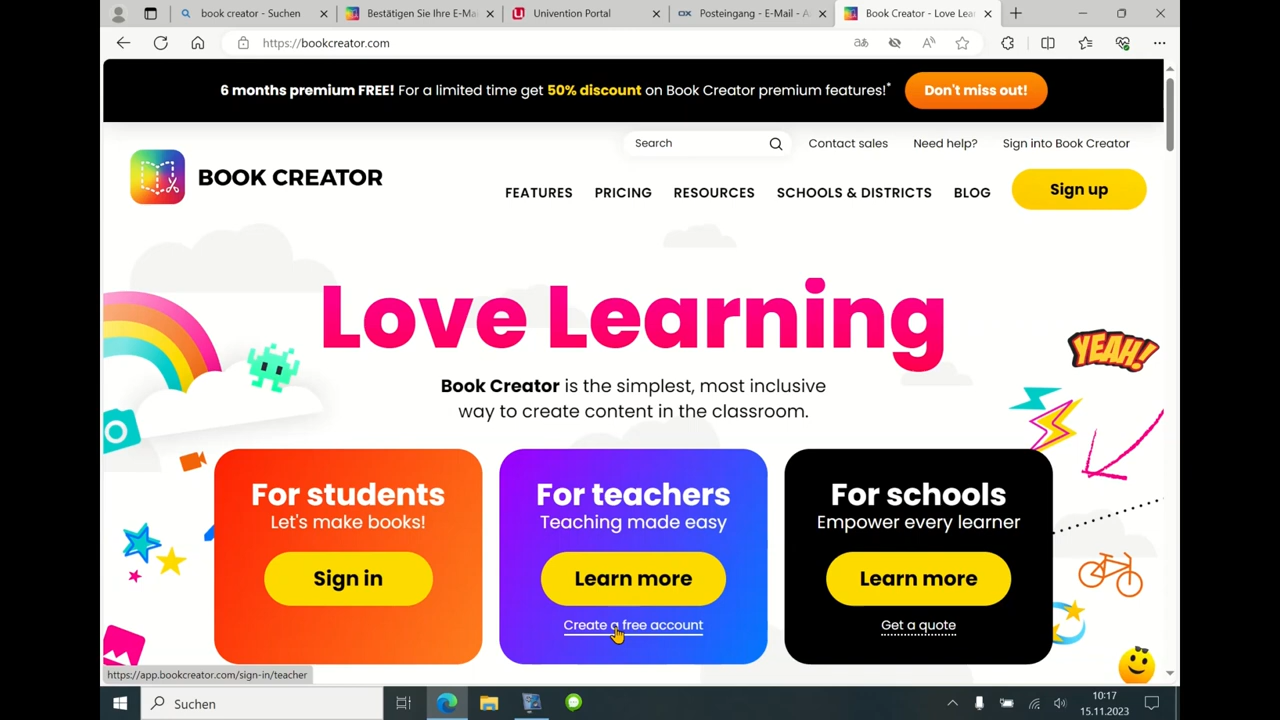 book creator - Suchen
Bestätigen Sie Ihre E-Mai
Univention Portal
Posteingang - E-Mail - A
Book Creator - Love Lear
https://bookcreator.com
6 months premium FREE! For a limited time get 50% discount on Book Creator premium features!*
Don't miss out!
Search
Contact sales
Need help?
Sign into Book Creator
BOOK CREATOR
FEATURES
PRICING
RESOURCES
SCHOOLS & DISTRICTS
BLOG
Sign up
Love Learning
YEAH!
Book Creator is the simplest, most inclusive
way to create content in the classroom.
For students
Let's make books!
Sign in
For teachers
Teaching made easy
Learn more
Create a free account
For schools
Empower every learner
Learn more
Get a quote
https://app.bookcreator.com/sign-in/teacher
Suchen
10:17
15.11.2023